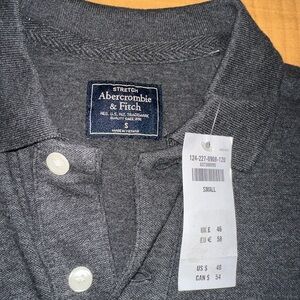 STRETCH
Abercrombie
& Fitch
REG. U.S. PAT. TRADEMARK
QUALITY SINCE 1892
S
MADE IN VIETNAM
SMALL
UK £ 46
EU € 58
US $ 48
CAN $ 54